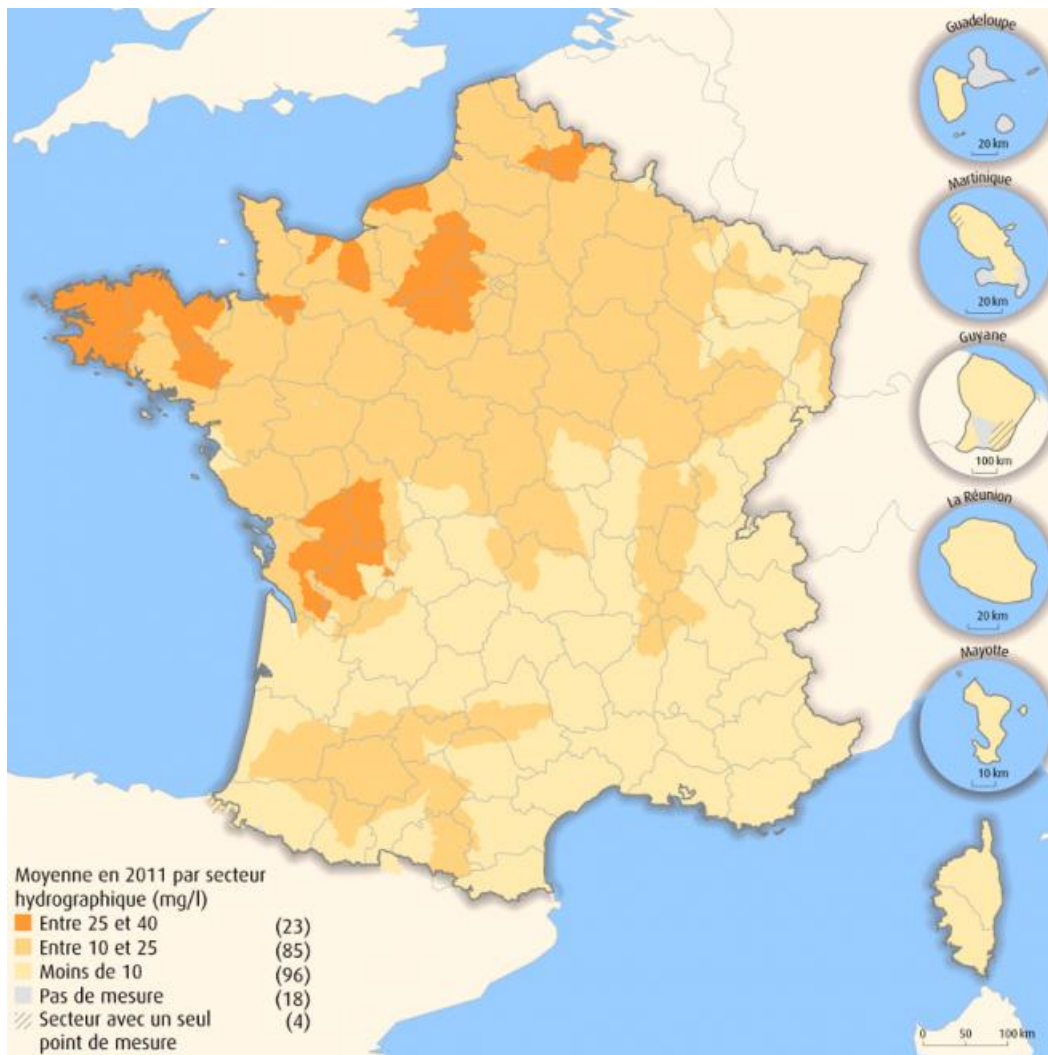 Guadeloupe
20 km
Martinique
20 km
Guyane
100 km
La Réunion
20 km
Mayotte
10 km
Moyenne en 2011 par secteur
hydrographique (mg/l)
Entre 25 et 40 (23)
Entre 10 et 25 (85)
Moins de 10 (96)
Pas de mesure (18)
Secteur avec un seul (4)
point de mesure
0 50 100 km